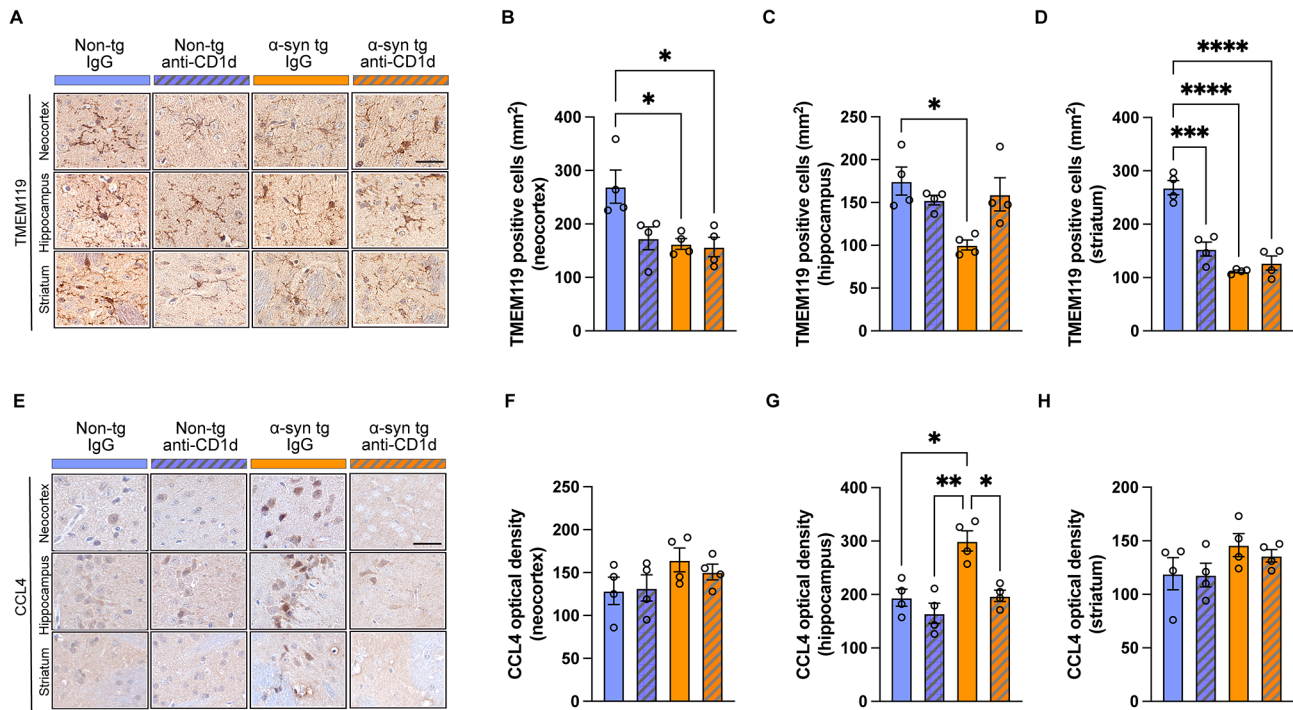 A
Non-tg
IgG
Non-tg
anti-CD1d
α-syn tg
IgG
α-syn tg
anti-CD1d
TMEM119
Neocortex
Hippocampus
Striatum
B
TMEM119 positive cells (mm²)
(neocortex)
400
300
200
100
0
*
*
C
TMEM119 positive cells (mm²)
(hippocampus)
250
200
150
100
50
0
*
D
TMEM119 positive cells (mm²)
(striatum)
400
300
200
100
0
****
****
***
E
Non-tg
IgG
Non-tg
anti-CD1d
α-syn tg
IgG
α-syn tg
anti-CD1d
CCL4
Neocortex
Hippocampus
Striatum
F
CCL4 optical density
(neocortex)
250
200
150
100
50
0
G
CCL4 optical density
(hippocampus)
400
300
200
100
0
*
**
*
H
CCL4 optical density
(striatum)
200
150
100
50
0